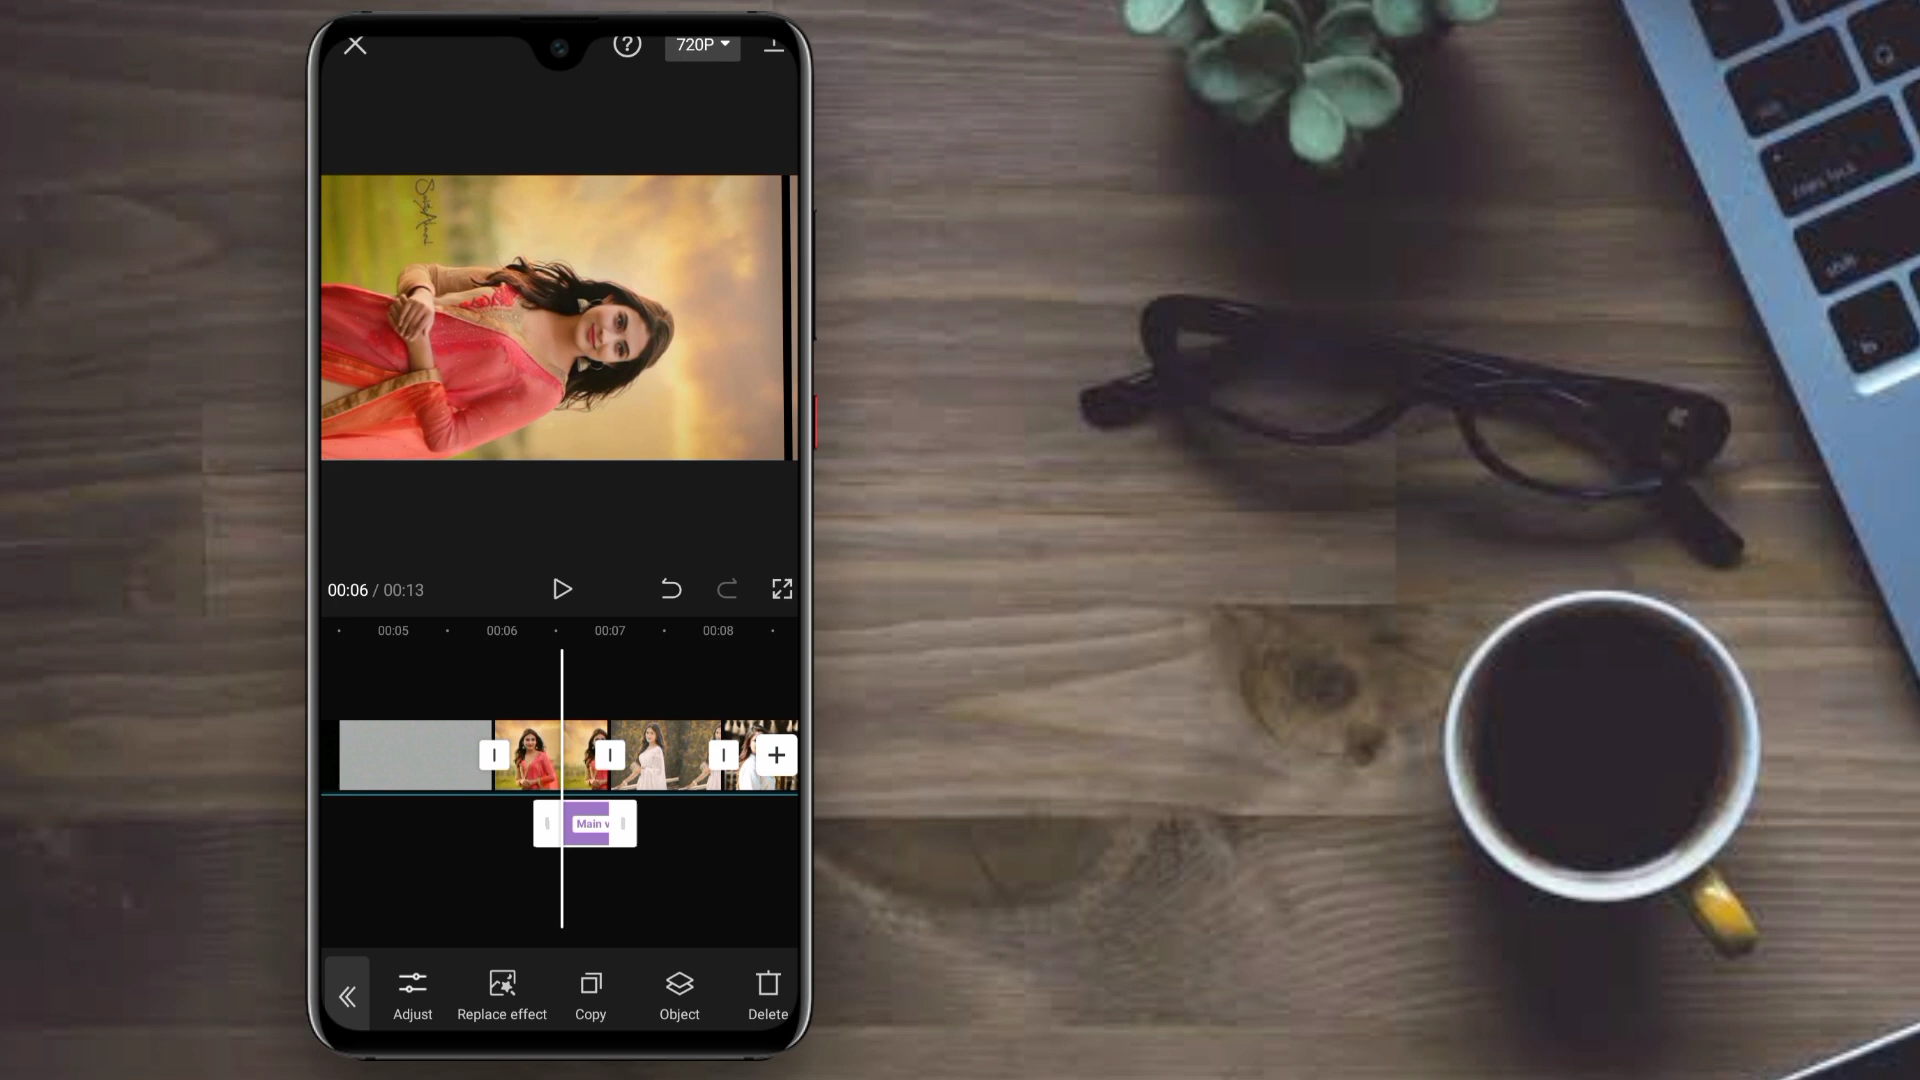 720P
00:06 / 00:13
00:05
00:06
00:07
00:08
Main v
Adjust
Replace effect
Copy
Object
Delete
shift